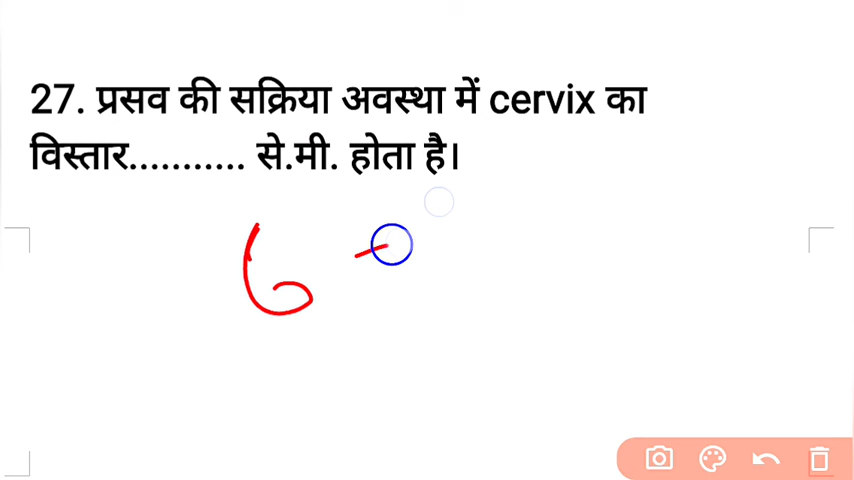 27. प्रसव की सक्रिया अवस्था में cervix का
विस्तार........... से.मी. होता है।
6 -